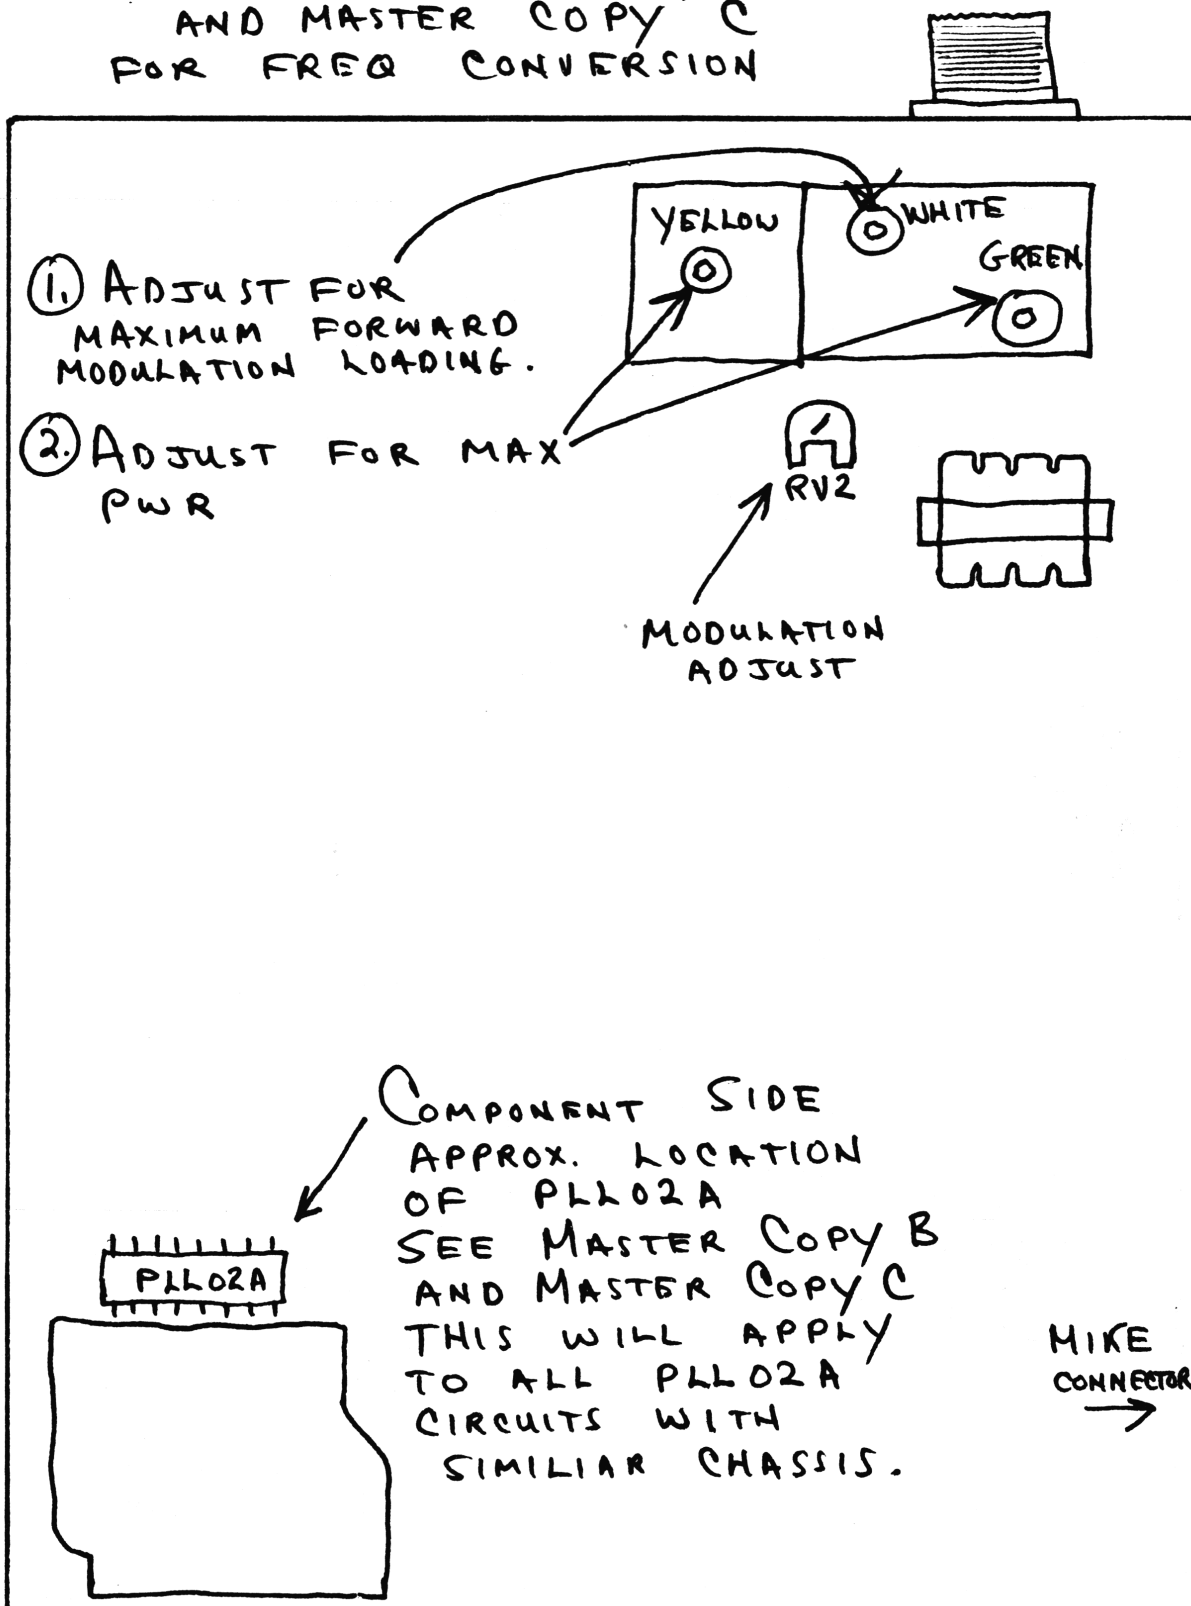 AND MASTER COPY C
FOR FREQ CONVERSION
YELLOW
WHITE
GREEN
1. ADJUST FOR
MAXIMUM FORWARD
MODULATION LOADING.
2. ADJUST FOR MAX
PWR
RV2
MODULATION
ADJUST
COMPONENT SIDE
APPROX. LOCATION
OF PLL02A
SEE MASTER COPY B
AND MASTER COPY C
THIS WILL APPLY
TO ALL PLL02A
CIRCUITS WITH
SIMILIAR CHASSIS.
PLL02A
MIKE
CONNECTOR